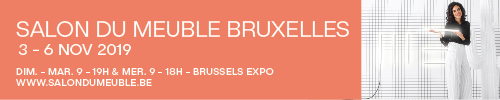 SALON DU MEUBLE BRUXELLES
3 - 6 NOV 2019
DIM. - MAR. 9 - 19H & MER. 9 - 18H - BRUSSELS EXPO
WWW.SALONDUMEUBLE.BE